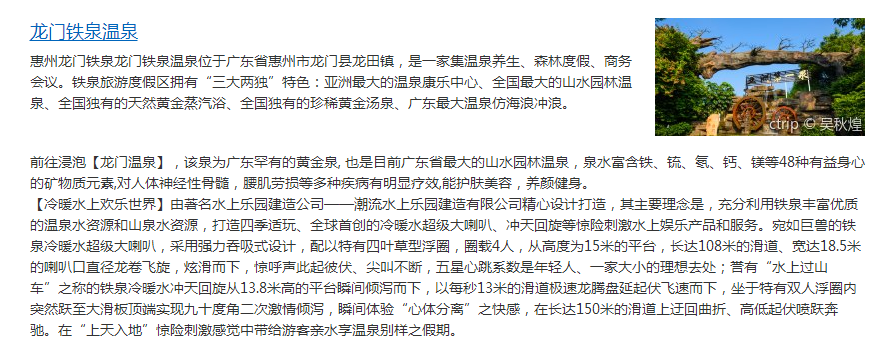 龙门铁泉温泉
惠州龙门铁泉龙门铁泉温泉位于广东省惠州市龙门县龙田镇，是一家集温泉养生、森林度假、商务
会议。铁泉旅游度假区拥有“三大两独”特色：亚洲最大的温泉康乐中心、全国最大的山水园林温
泉、全国独有的天然黄金蒸汽浴、全国独有的珍稀黄金汤泉、广东最大温泉仿海浪冲浪。
ctrip © 吴秋煌
前往浸泡【龙门温泉】，该泉为广东罕有的黄金泉, 也是目前广东省最大的山水园林温泉，泉水富含铁、硫、氡、钙、镁等48种有益身心
的矿物质元素,对人体神经性骨髓，腰肌劳损等多种疾病有明显疗效,能护肤美容，养颜健身。
【冷暖水上欢乐世界】由著名水上乐园建造公司——潮流水上乐园建造有限公司精心设计打造，其主要理念是，充分利用铁泉丰富优质
的温泉水资源和山泉水资源，打造四季适玩、全球首创的冷暖水超级大喇叭、冲天回旋等惊险刺激水上娱乐产品和服务。宛如巨兽的铁
泉冷暖水超级大喇叭，采用强力吞吸式设计，配以特有四叶草型浮圈，圈载4人，从高度为15米的平台，长达108米的滑道、宽达18.5米
的喇叭口直径龙卷飞旋，炫滑而下，惊呼声此起彼伏、尖叫不断，五星心跳系数是年轻人、一家大小的理想去处；誉有“水上过山
车”之称的铁泉冷暖水冲天回旋从13.8米高的平台瞬间倾泻而下，以每秒13米的滑道极速龙腾盘延起伏飞速而下，坐于特有双人浮圈内
突然跃至大滑板顶端实现九十度角二次激情倾泻，瞬间体验“心体分离”之快感，在长达150米的滑道上迂回曲折、高低起伏喷跃奔
驰。在“上天入地”惊险刺激感觉中带给游客亲水享温泉别样之假期。